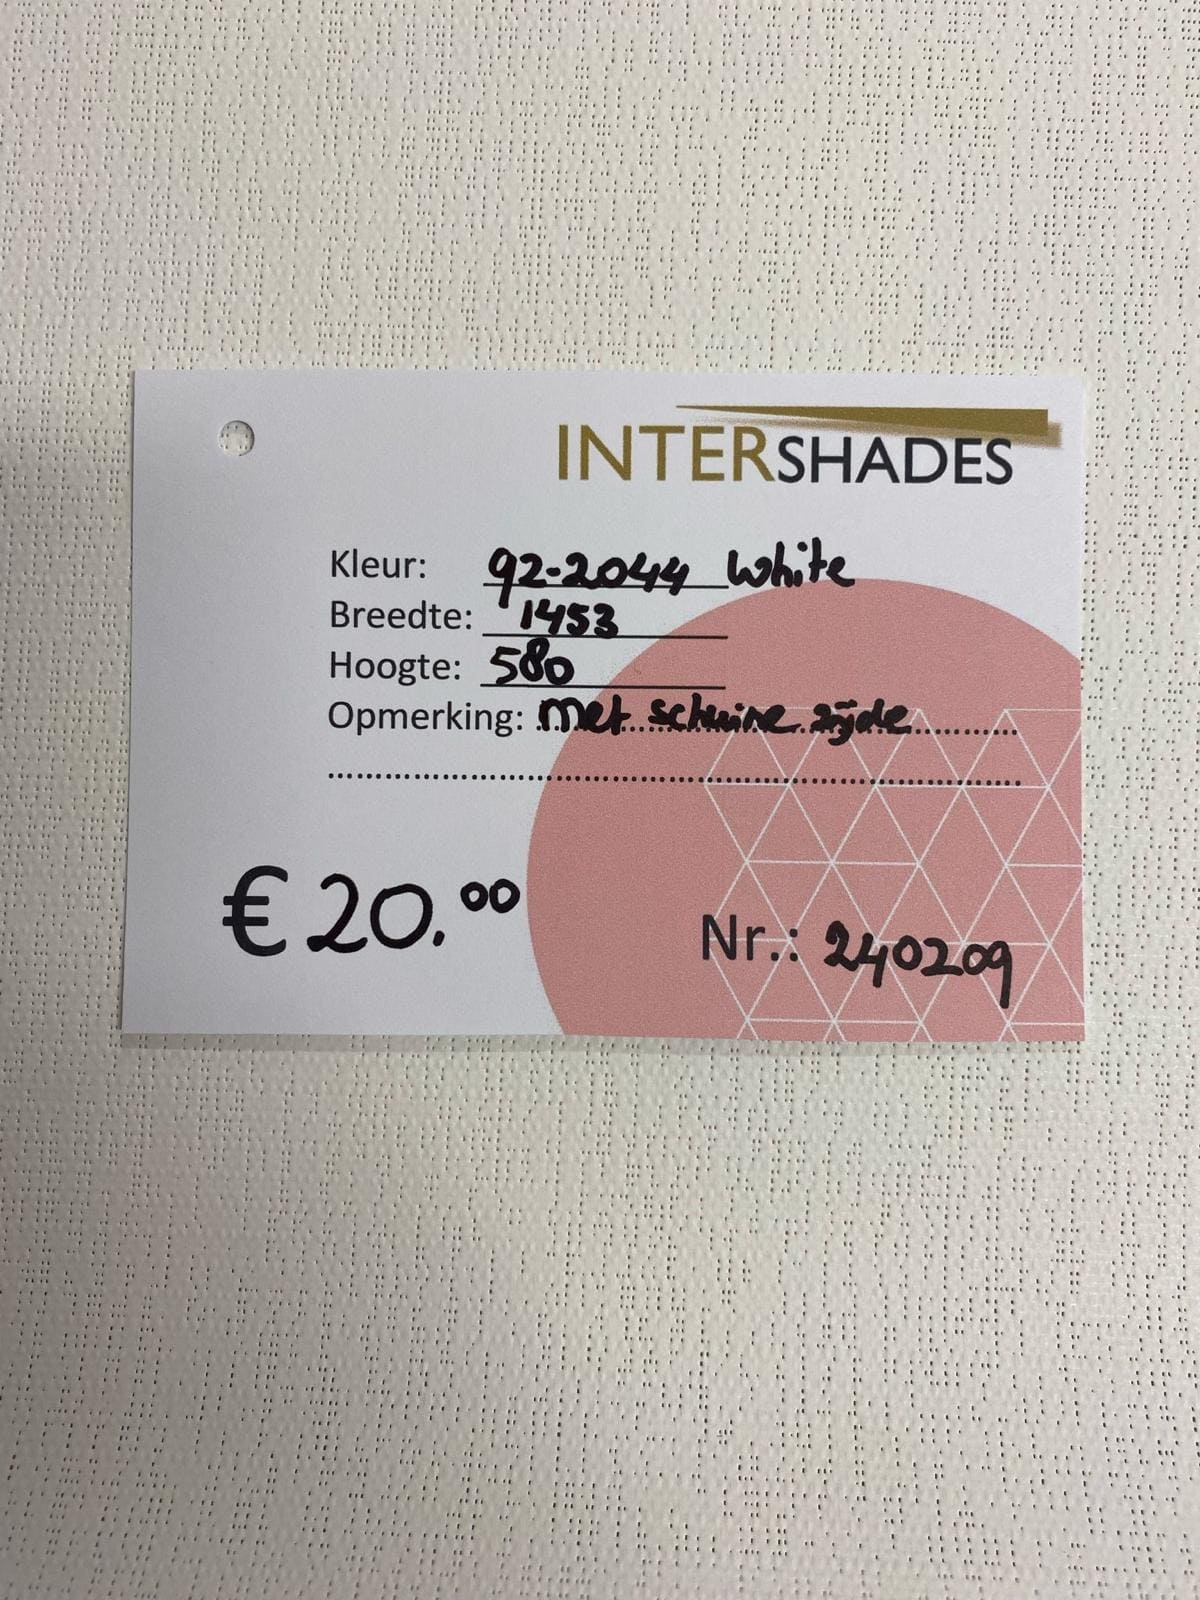 INTERSHADES
Kleur: 92-2044 White
Breedte: 1453
Hoogte: 580
Opmerking: met schuine zijde
€ 20.00
Nr.: 240209